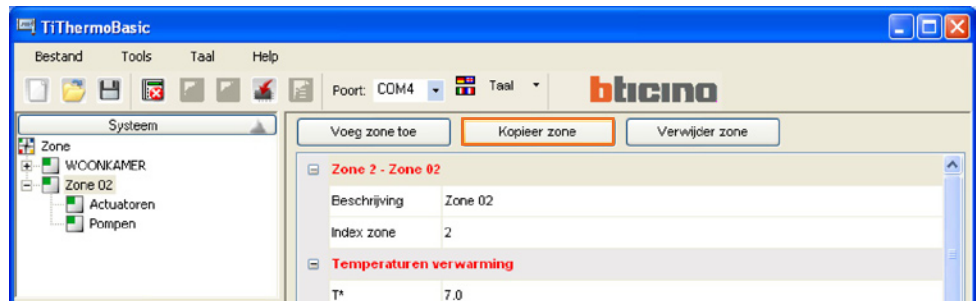 TiThermoBasic
Bestand Tools Taal Help
Poort: COM4 Taal bticino
Systeem
Zone
WOONKAMER
Zone 02
Actuatoren
Pompen
Voeg zone toe Kopieer zone Verwijder zone
Zone 2 - Zone 02
Beschrijving Zone 02
Index zone 2
Temperaturen verwarming
T* 7.0